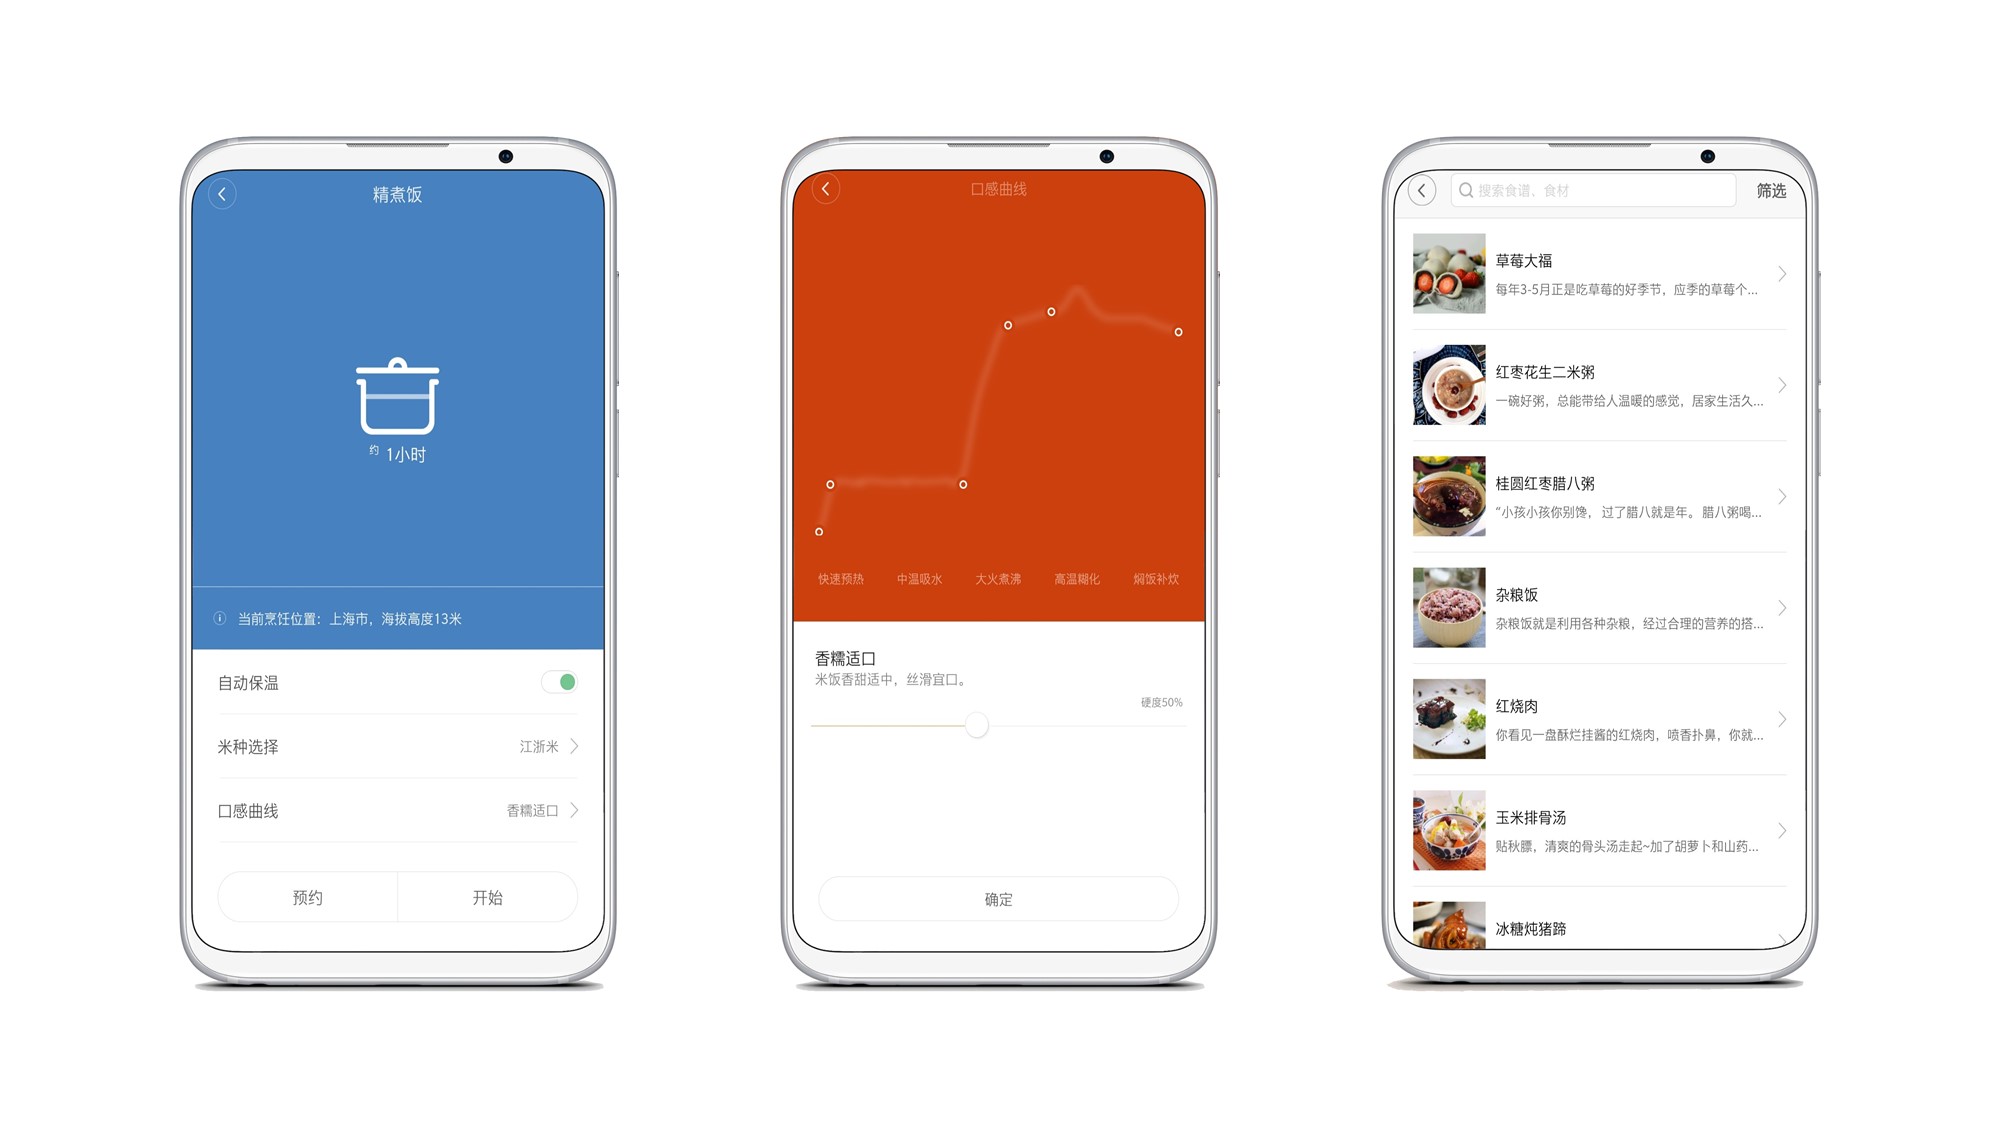 精煮饭
约 1小时
当前烹饪位置：上海市，海拔高度13米
自动保温
米种选择 江浙米
口感曲线 香糯适口
预约 开始
口感曲线
快速预热 中温吸水 大火煮沸 高温糊化 焖饭补炊
香糯适口
米饭香甜适中，丝滑宜口。
硬度50%
确定
搜索食谱、食材 筛选
草莓大福
每年3-5月正是吃草莓的好季节，应季的草莓个...
红枣花生二米粥
一碗好粥，总能带给人温暖的感觉，居家生活久...
桂圆红枣腊八粥
“小孩小孩你别馋， 过了腊八就是年。 腊八粥喝...
杂粮饭
杂粮饭就是利用各种杂粮，经过合理的营养的搭...
红烧肉
你看见一盘酥烂挂酱的红烧肉，喷香扑鼻，你就...
玉米排骨汤
贴秋膘，清爽的骨头汤走起~加了胡萝卜和山药...
冰糖炖猪蹄